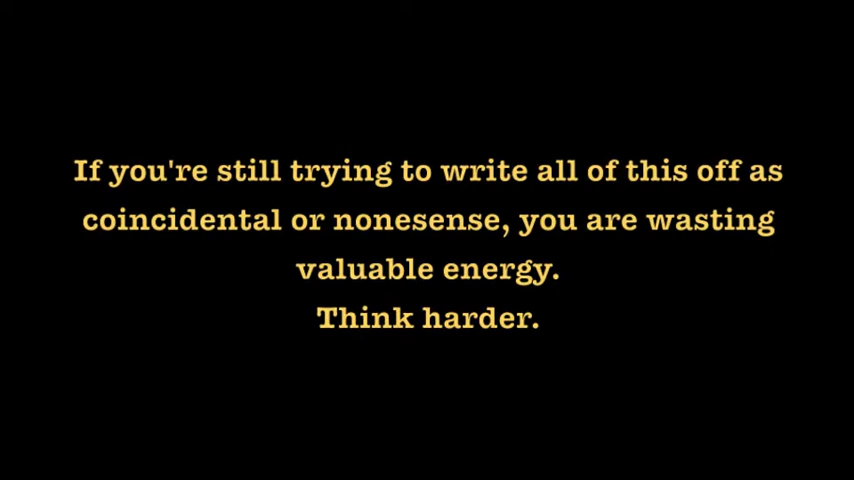 If you're still trying to write all of this off as
coincidental or nonesense, you are wasting
valuable energy.
Think harder.